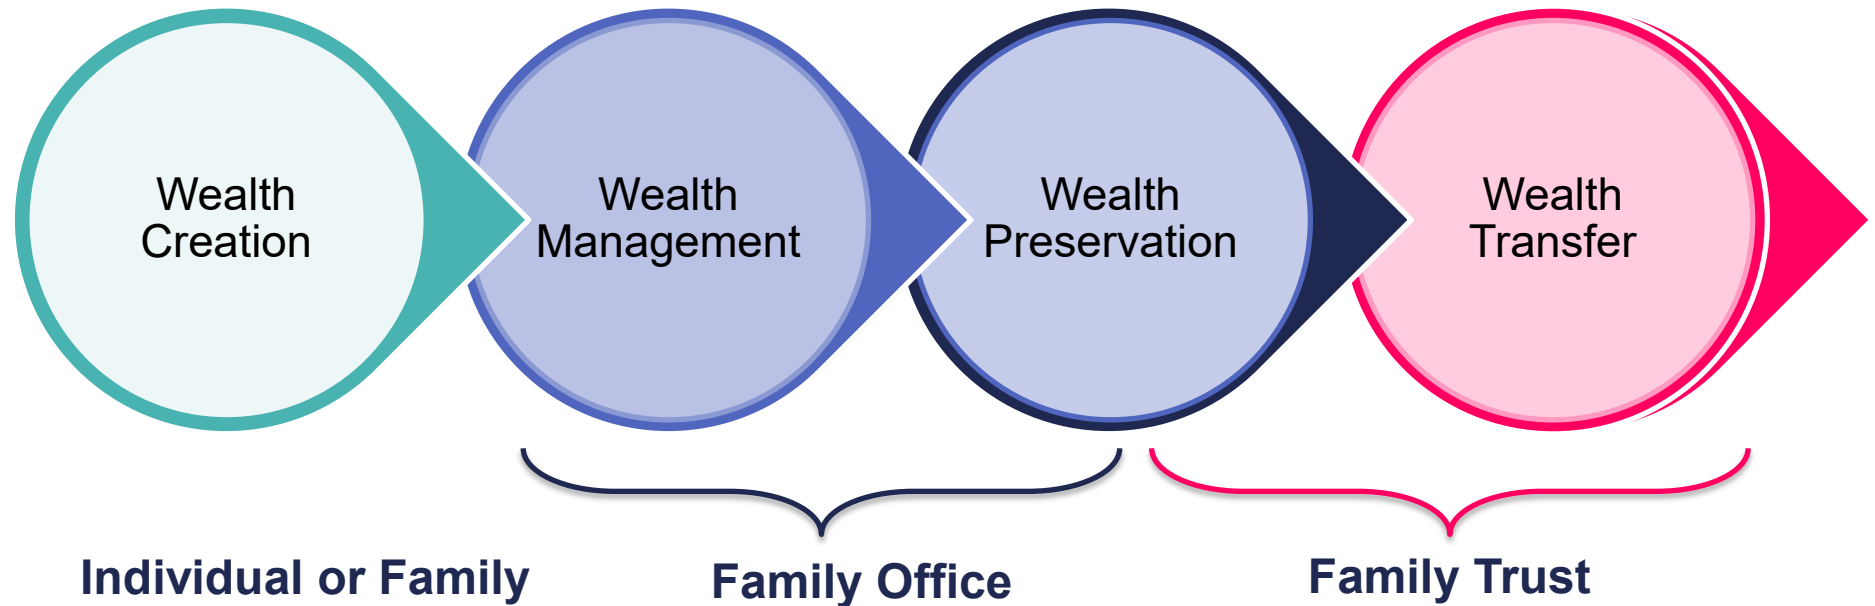 Wealth
Creation
Wealth
Management
Wealth
Preservation
Wealth
Transfer
Individual or Family
Family Office
Family Trust